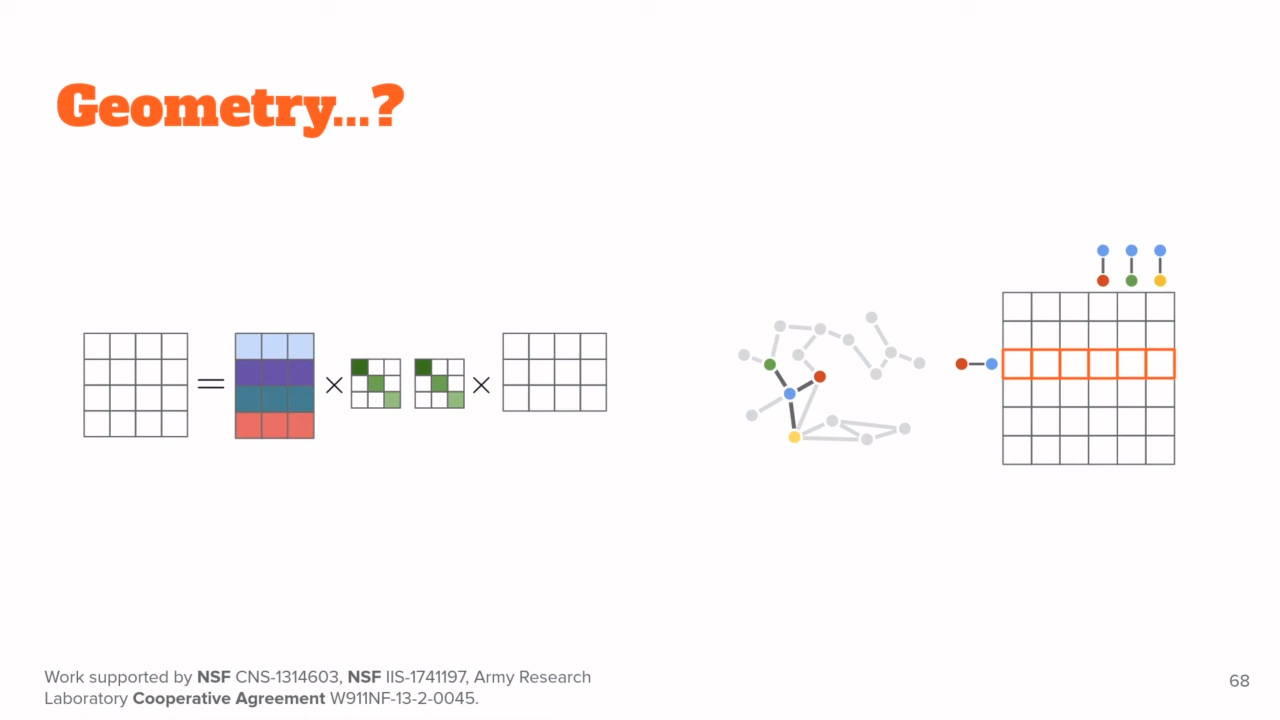 Geometry...?
= × ×
Work supported by NSF CNS-1314603, NSF IIS-1741197, Army Research
Laboratory Cooperative Agreement W911NF-13-2-0045.
68